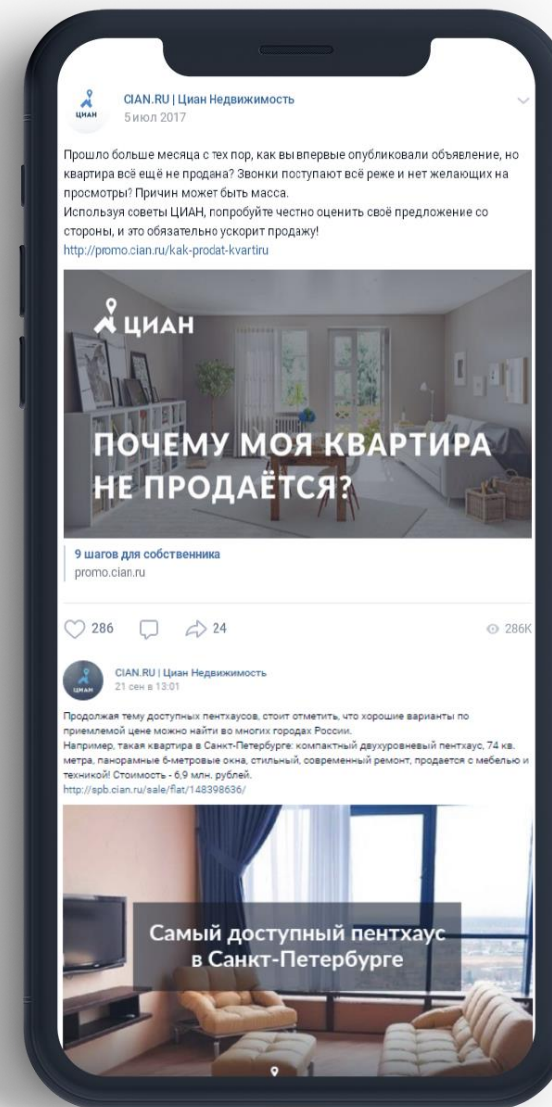 CIAN.RU | Циан Недвижимость
ЦИАН
5 июл 2017
Прошло больше месяца с тех пор, как вы впервые опубликовали объявление, но
квартира всё ещё не продана? Звонки поступают всё реже и нет желающих на
просмотры? Причин может быть масса.
Используя советы ЦИАН, попробуйте честно оценить своё предложение со
стороны, и это обязательно ускорит продажу!
http://promo.cian.ru/kak-prodat-kvartiru
ЦИАН
ПОЧЕМУ МОЯ КВАРТИРА
НЕ ПРОДАЁТСЯ?
9 шагов для собственника
promo.cian.ru
286 24 286K
CIAN.RU | Циан Недвижимость
ЦИАН
21 сен в 13:01
Продолжая тему доступных пентхаусов, стоит отметить, что хорошие варианты по
приемлемой цене можно найти во многих городах России.
Например, такая квартира в Санкт-Петербурге: компактный двухуровневый пентхаус, 74 кв.
метра, панорамные 6-метровые окна, стильный, современный ремонт, продается с мебелью и
техникой! Стоимость - 6,9 млн. рублей.
http://spb.cian.ru/sale/flat/148398636/
Самый доступный пентхаус
в Санкт-Петербурге